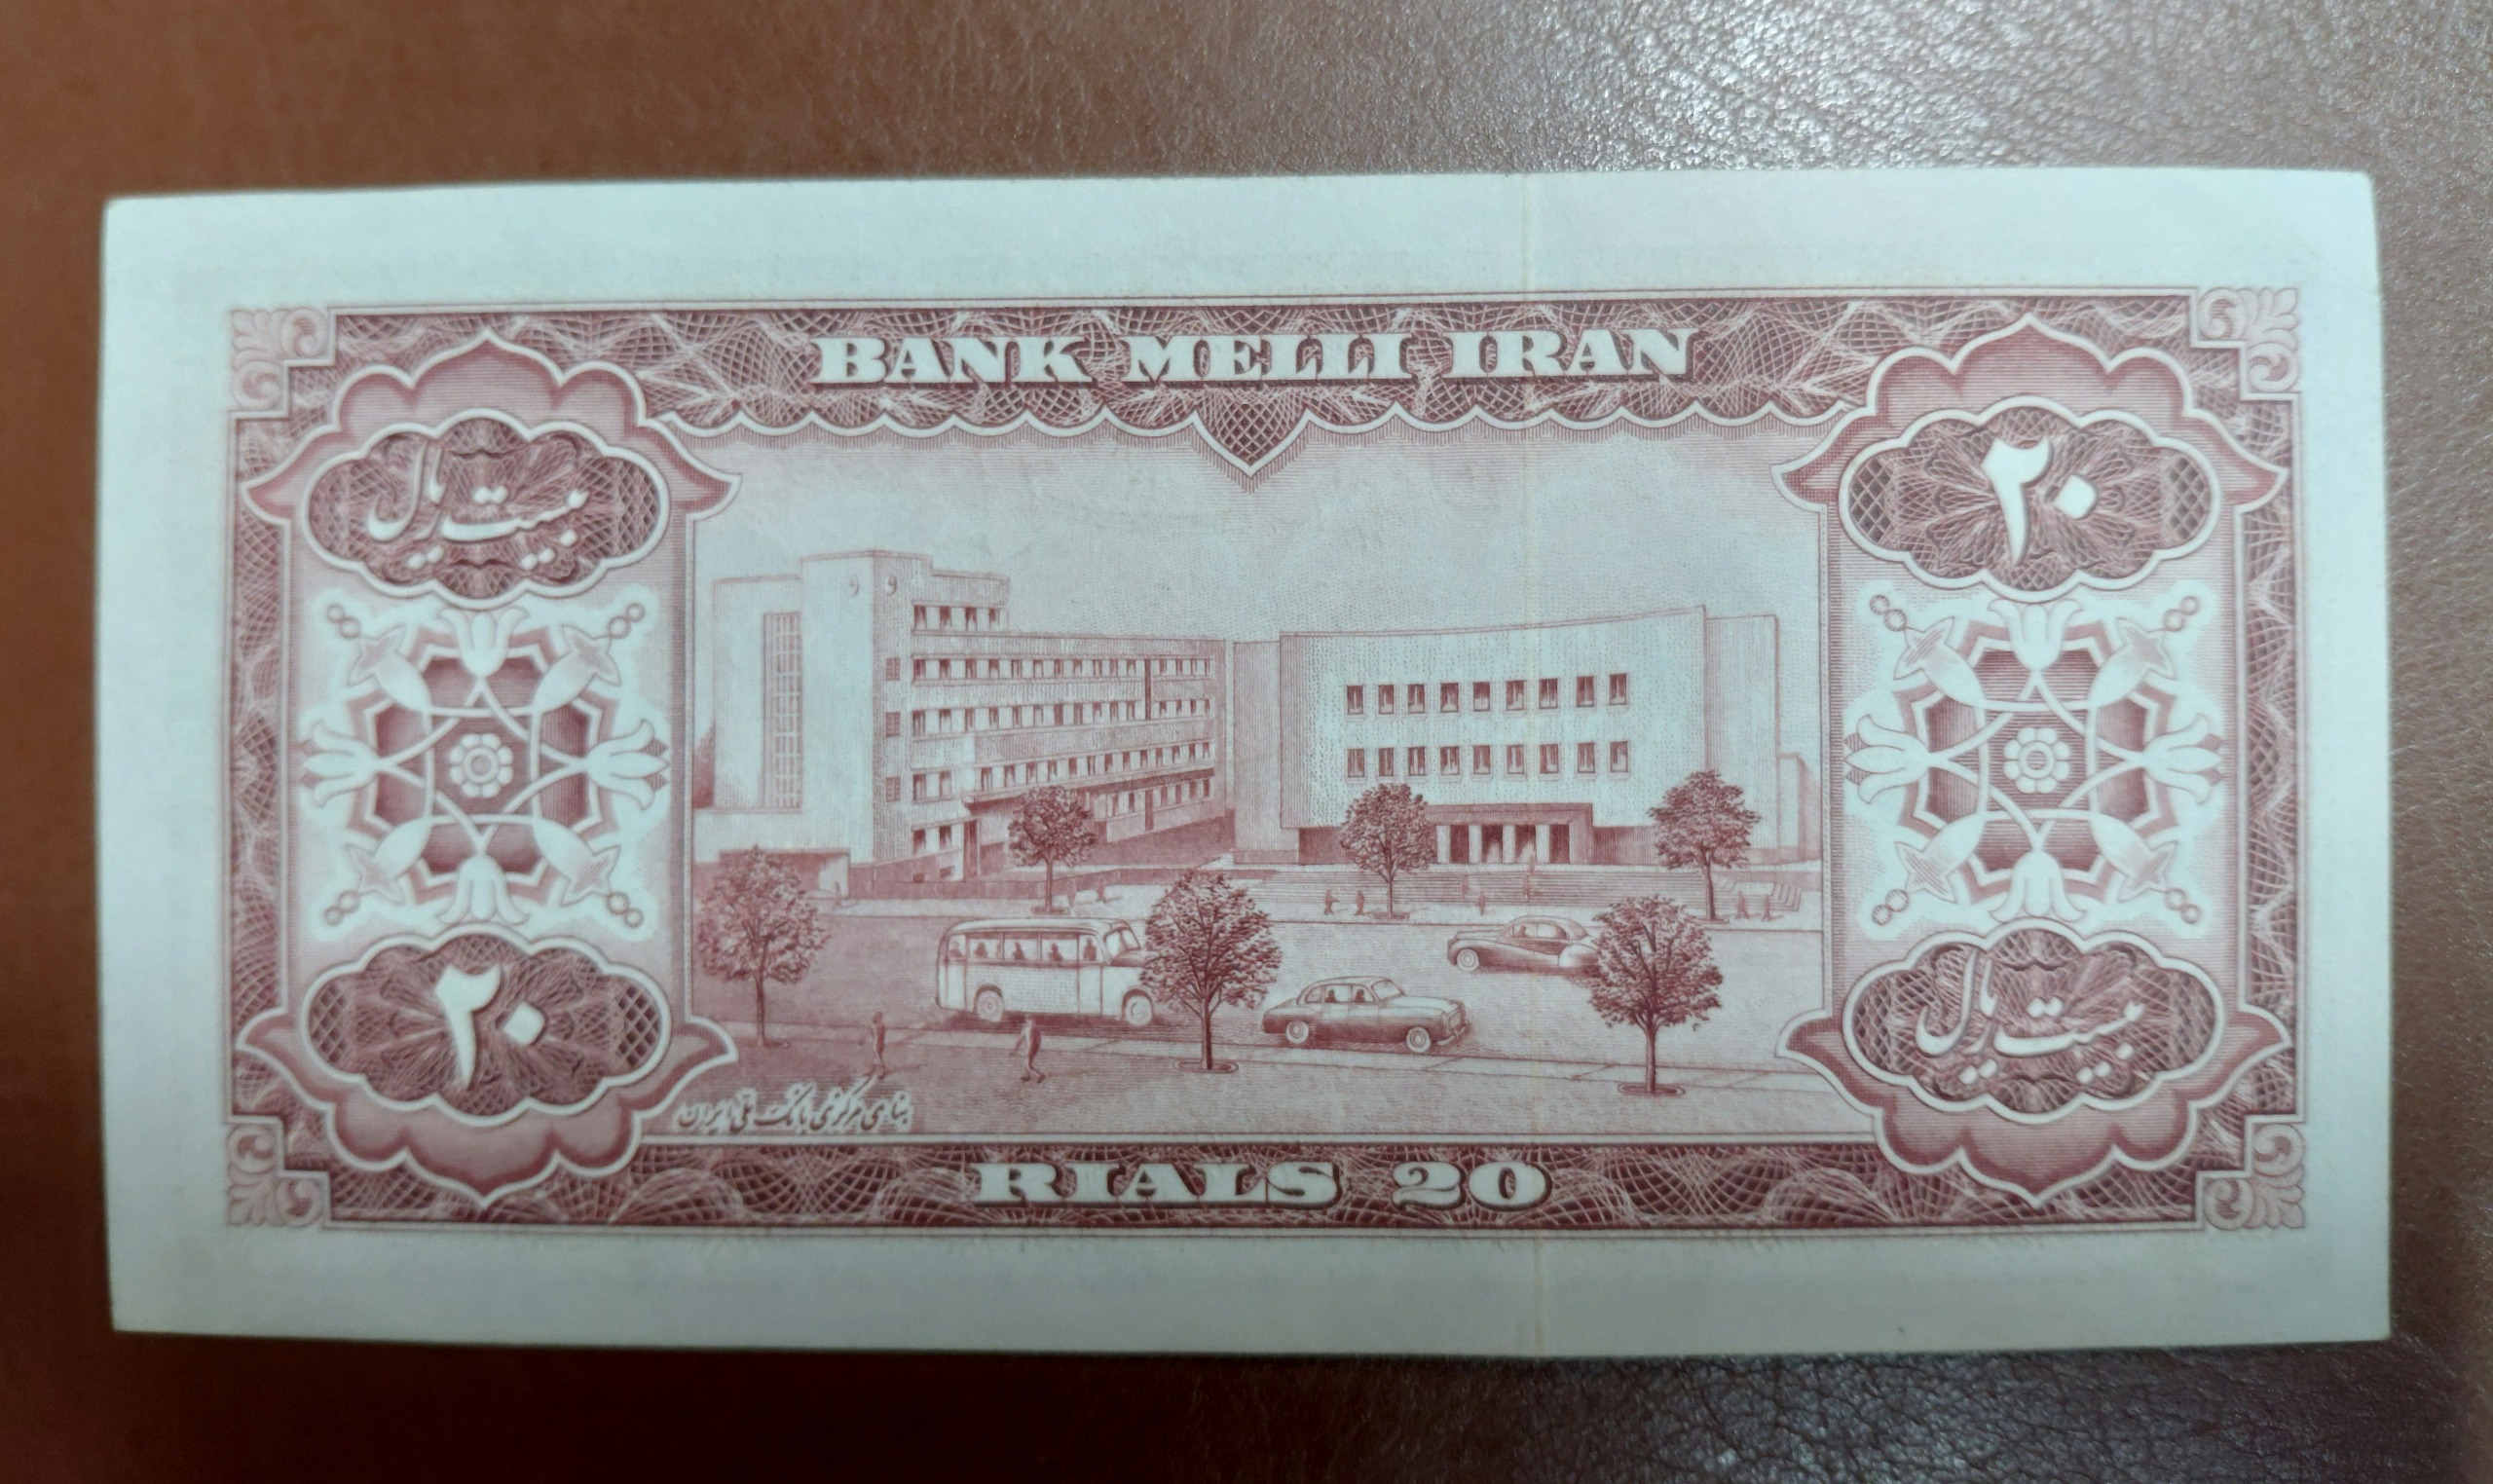 BANK MELLI IRAN
بیست ریال
۲۰
۲۰
بیست ریال
بنای مرکزی بانک ملی ایران
RIALS 20